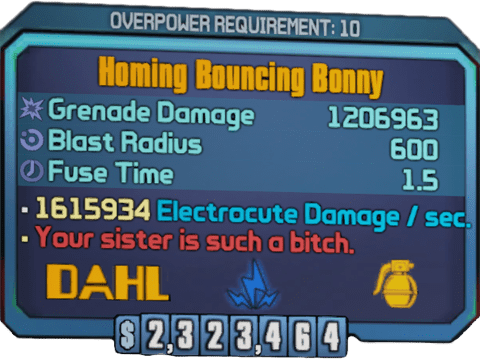 OVERPOWER REQUIREMENT: 10
Homing Bouncing Bonny
Grenade Damage 1206963
Blast Radius 600
Fuse Time 1.5
• 1615934 Electrocute Damage / sec.
• Your sister is such a bitch.
DAHL
$ 2,323,464